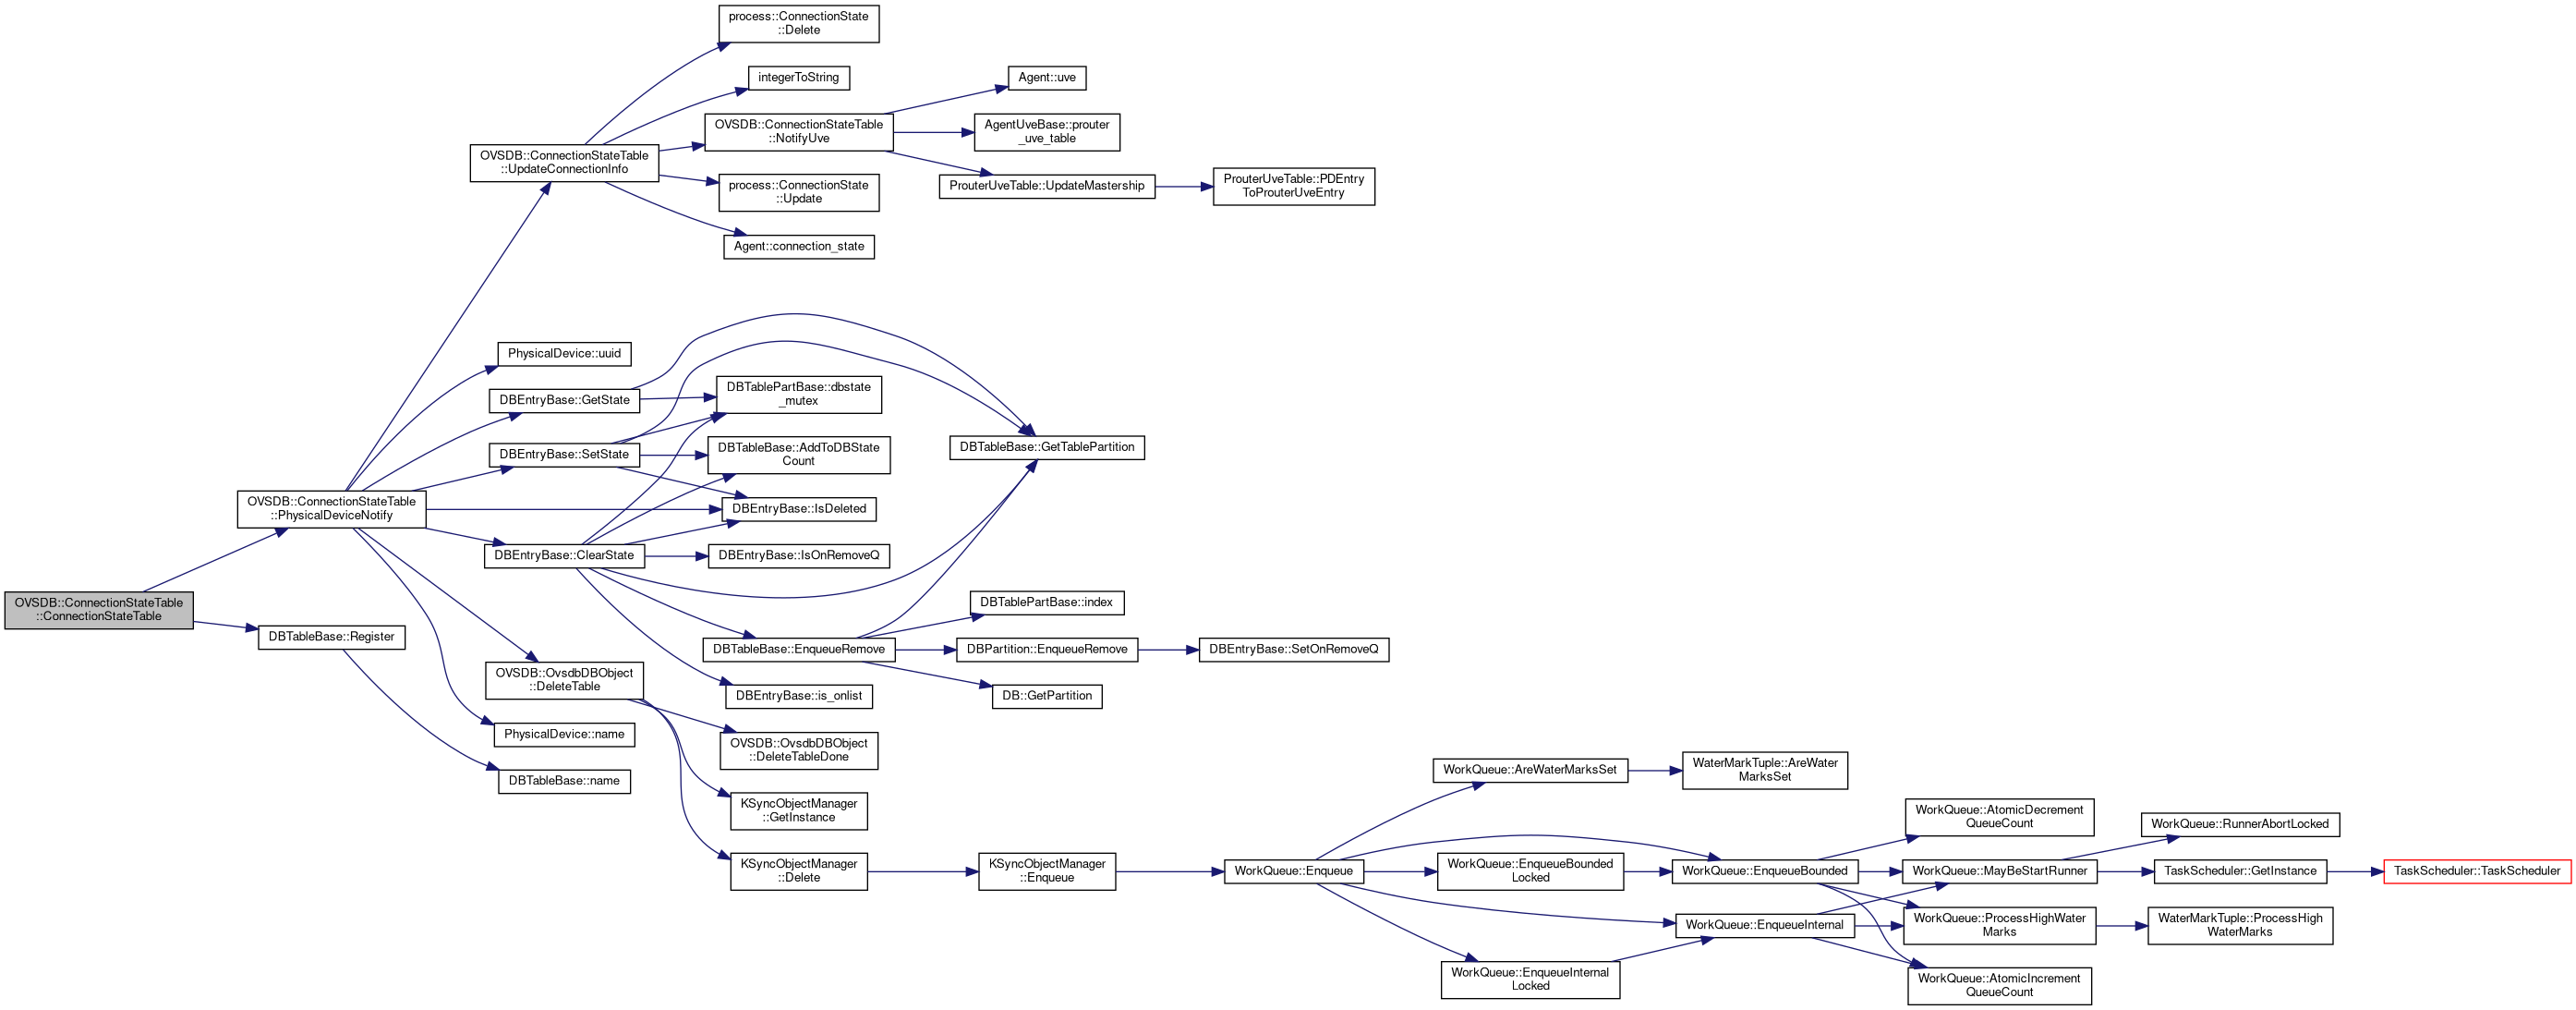 process::ConnectionState
::Delete
integerToString
Agent::uve
OVSDB::ConnectionStateTable
::NotifyUve
AgentUveBase::prouter
_uve_table
OVSDB::ConnectionStateTable
::UpdateConnectionInfo
process::ConnectionState
::Update
ProuterUveTable::UpdateMastership
ProuterUveTable::PDEntry
ToProuterUveEntry
Agent::connection_state
PhysicalDevice::uuid
DBEntryBase::GetState
DBTablePartBase::dbstate
_mutex
DBEntryBase::SetState
DBTableBase::AddToDBState
Count
DBTableBase::GetTablePartition
OVSDB::ConnectionStateTable
::PhysicalDeviceNotify
DBEntryBase::IsDeleted
DBEntryBase::ClearState
DBEntryBase::IsOnRemoveQ
OVSDB::ConnectionStateTable
::ConnectionStateTable
DBTableBase::Register
DBTablePartBase::index
DBTableBase::EnqueueRemove
DBPartition::EnqueueRemove
DBEntryBase::SetOnRemoveQ
OVSDB::OvsdbDBObject
::DeleteTable
DBEntryBase::is_onlist
DB::GetPartition
PhysicalDevice::name
OVSDB::OvsdbDBObject
::DeleteTableDone
DBTableBase::name
WorkQueue::AreWaterMarksSet
WaterMarkTuple::AreWater
MarksSet
KSyncObjectManager
::GetInstance
WorkQueue::AtomicDecrement
QueueCount
WorkQueue::RunnerAbortLocked
KSyncObjectManager
::Delete
KSyncObjectManager
::Enqueue
WorkQueue::Enqueue
WorkQueue::EnqueueBounded
Locked
WorkQueue::EnqueueBounded
WorkQueue::MayBeStartRunner
TaskScheduler::GetInstance
TaskScheduler::TaskScheduler
WorkQueue::EnqueueInternal
WorkQueue::ProcessHighWater
Marks
WaterMarkTuple::ProcessHigh
WaterMarks
WorkQueue::EnqueueInternal
Locked
WorkQueue::AtomicIncrement
QueueCount